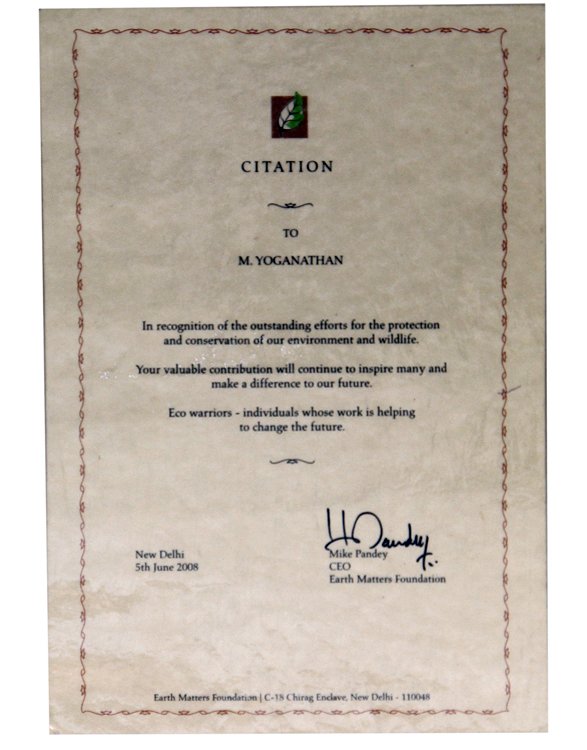 CITATION
TO
M. YOGANATHAN
In recognition of the outstanding efforts for the protection
and conservation of our environment and wildlife.
Your valuable contribution will continue to inspire many and
make a difference to our future.
Eco warriors - individuals whose work is helping
to change the future.
New Delhi
5th June 2008
Mike Pandey
CEO
Earth Matters Foundation
Earth Matters Foundation | C-18 Chirag Enclave, New Delhi - 110048